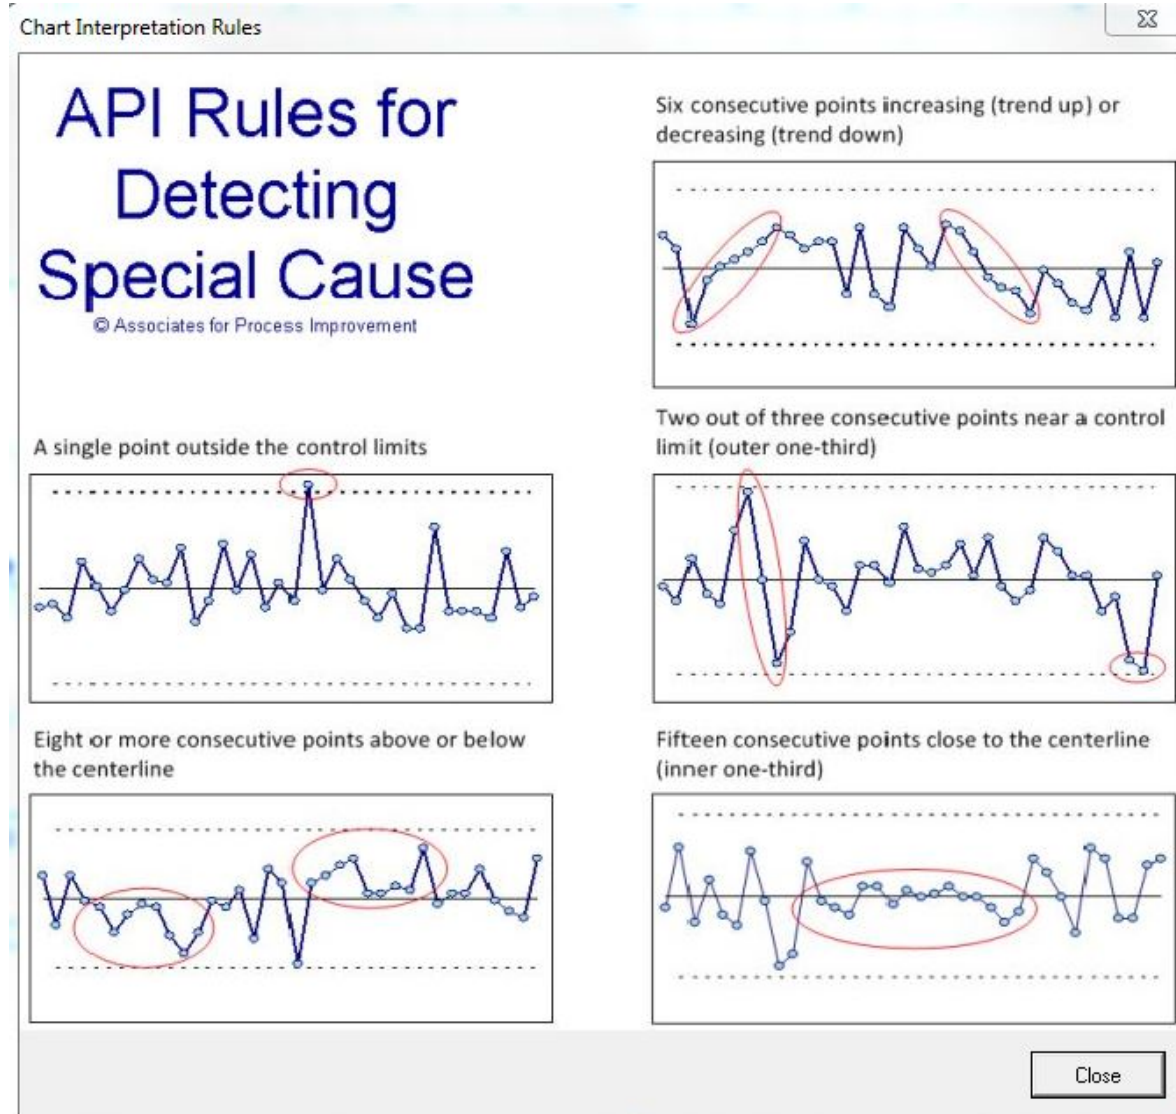 Chart Interpretation Rules
API Rules for
Detecting
Special Cause
© Associates for Process Improvement
Six consecutive points increasing (trend up) or
decreasing (trend down)
A single point outside the control limits
Two out of three consecutive points near a control
limit (outer one-third)
Eight or more consecutive points above or below
the centerline
Fifteen consecutive points close to the centerline
(inner one-third)
Close